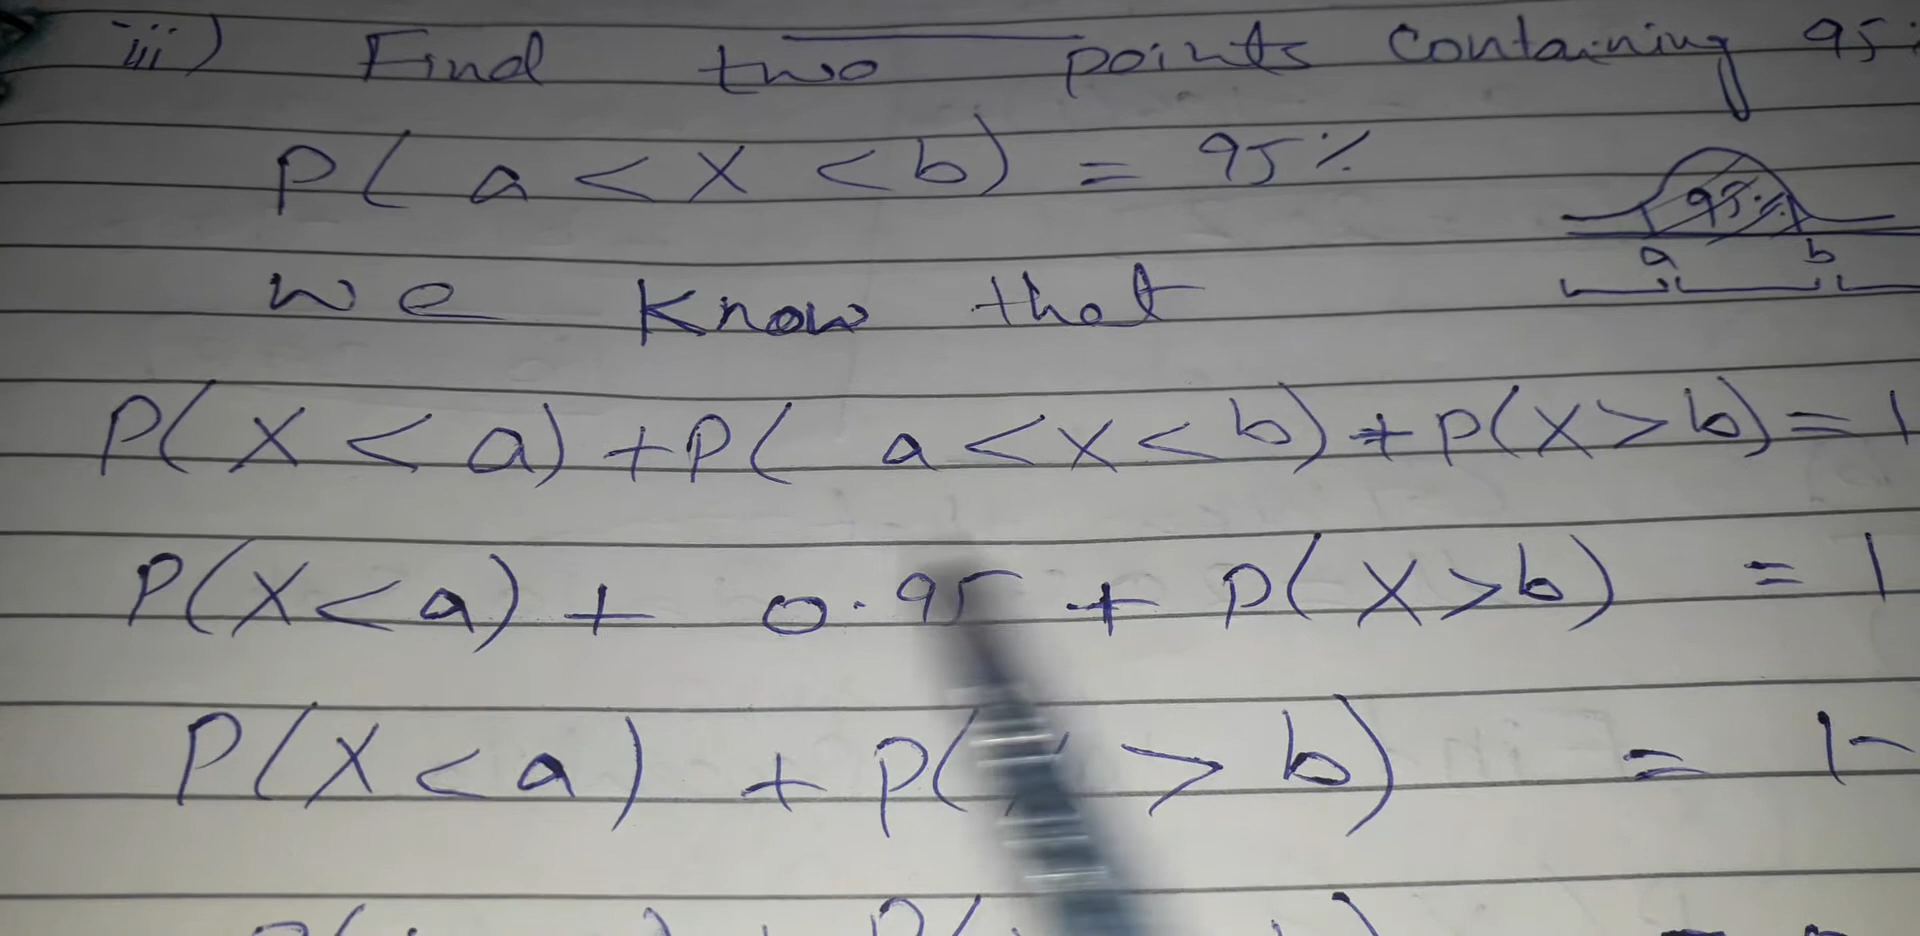 iii) Find two points containing 95%
P( a < X < b) = 95%
95%
a b
we know that
P( X < a) + P( a < X < b) + P(X > b) = 1
P(X < a) + 0.95 + P( X > b) = 1
P(X < a) + P( > b) = 1-